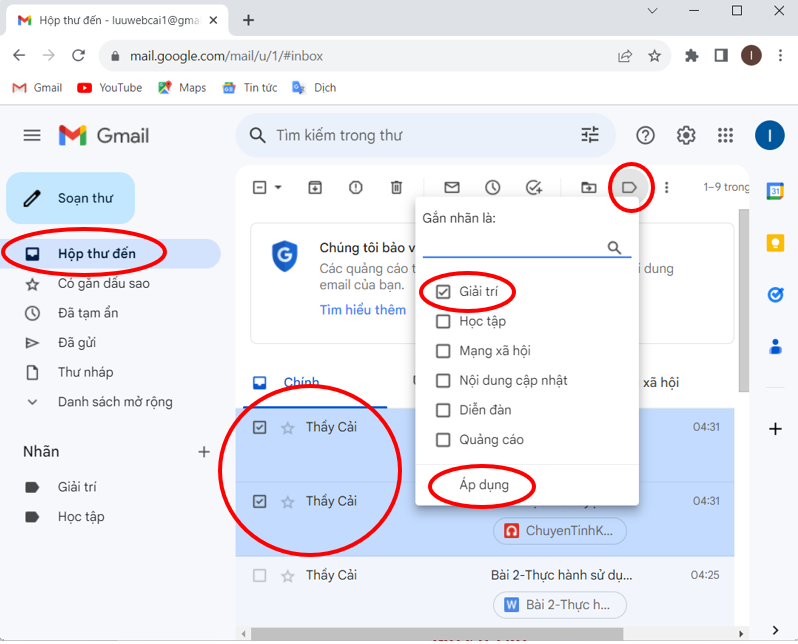 Hộp thư đến - luuwebcai1@gmai
mail.google.com/mail/u/1/#inbox
I
Gmail
YouTube
Maps
Tin tức
Dịch
Gmail
Tìm kiếm trong thư
I
Soạn thư
1–9 trong
31
Gắn nhãn là:
Hộp thư đến
Chúng tôi bảo v
Các quảng cáo t
i dung
email của bạn.
Tìm hiểu thêm
Có gắn dấu sao
Giải trí
Đã tạm ẩn
Học tập
Đã gửi
Mạng xã hội
Thư nháp
Chính
Nội dung cập nhật
xã hội
Danh sách mở rộng
Diễn đàn
Thầy Cải
04:31
Quảng cáo
Nhãn
Giải trí
Áp dụng
Thầy Cải
04:31
Học tập
ChuyenTinhK...
Thầy Cải
Bài 2-Thực hành sử dụ...
04:25
Bài 2-Thực h...